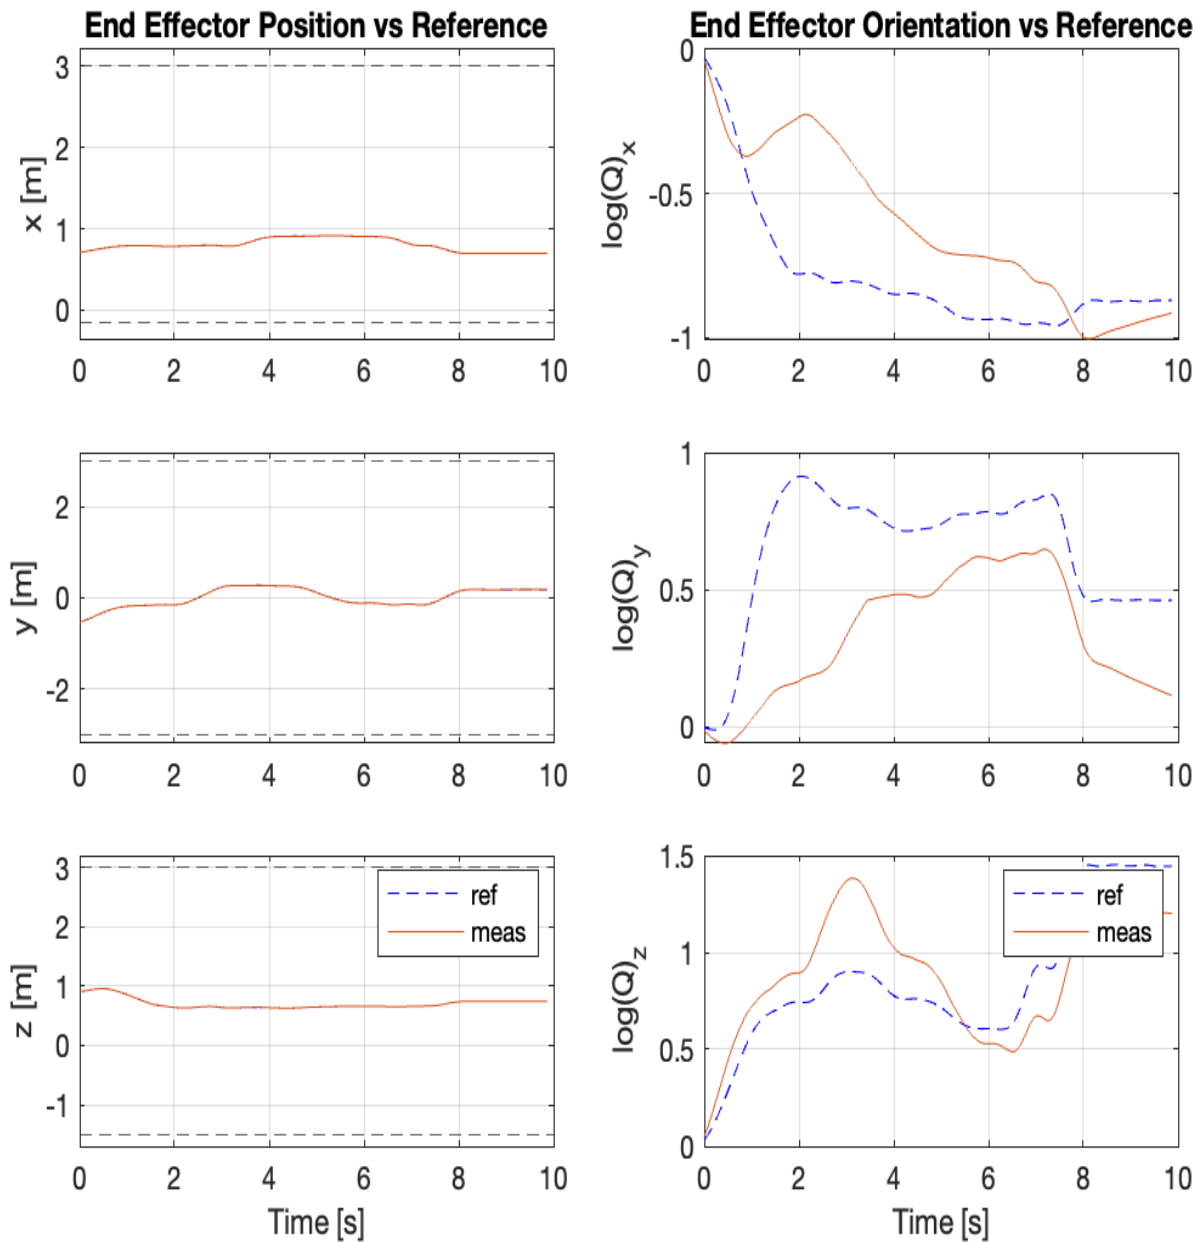 End Effector Position vs Reference
3
2
1
0
x [m]
0 2 4 6 8 10
2
0
-2
y [m]
0 2 4 6 8 10
3
2
1
0
-1
z [m]
ref
meas
0 2 4 6 8 10
Time [s]
End Effector Orientation vs Reference
0
-0.5
-1
log(Q)x
0 2 4 6 8 10
1
0.5
0
log(Q)y
0 2 4 6 8 10
1.5
1
0.5
0
log(Q)z
ref
meas
0 2 4 6 8 10
Time [s]